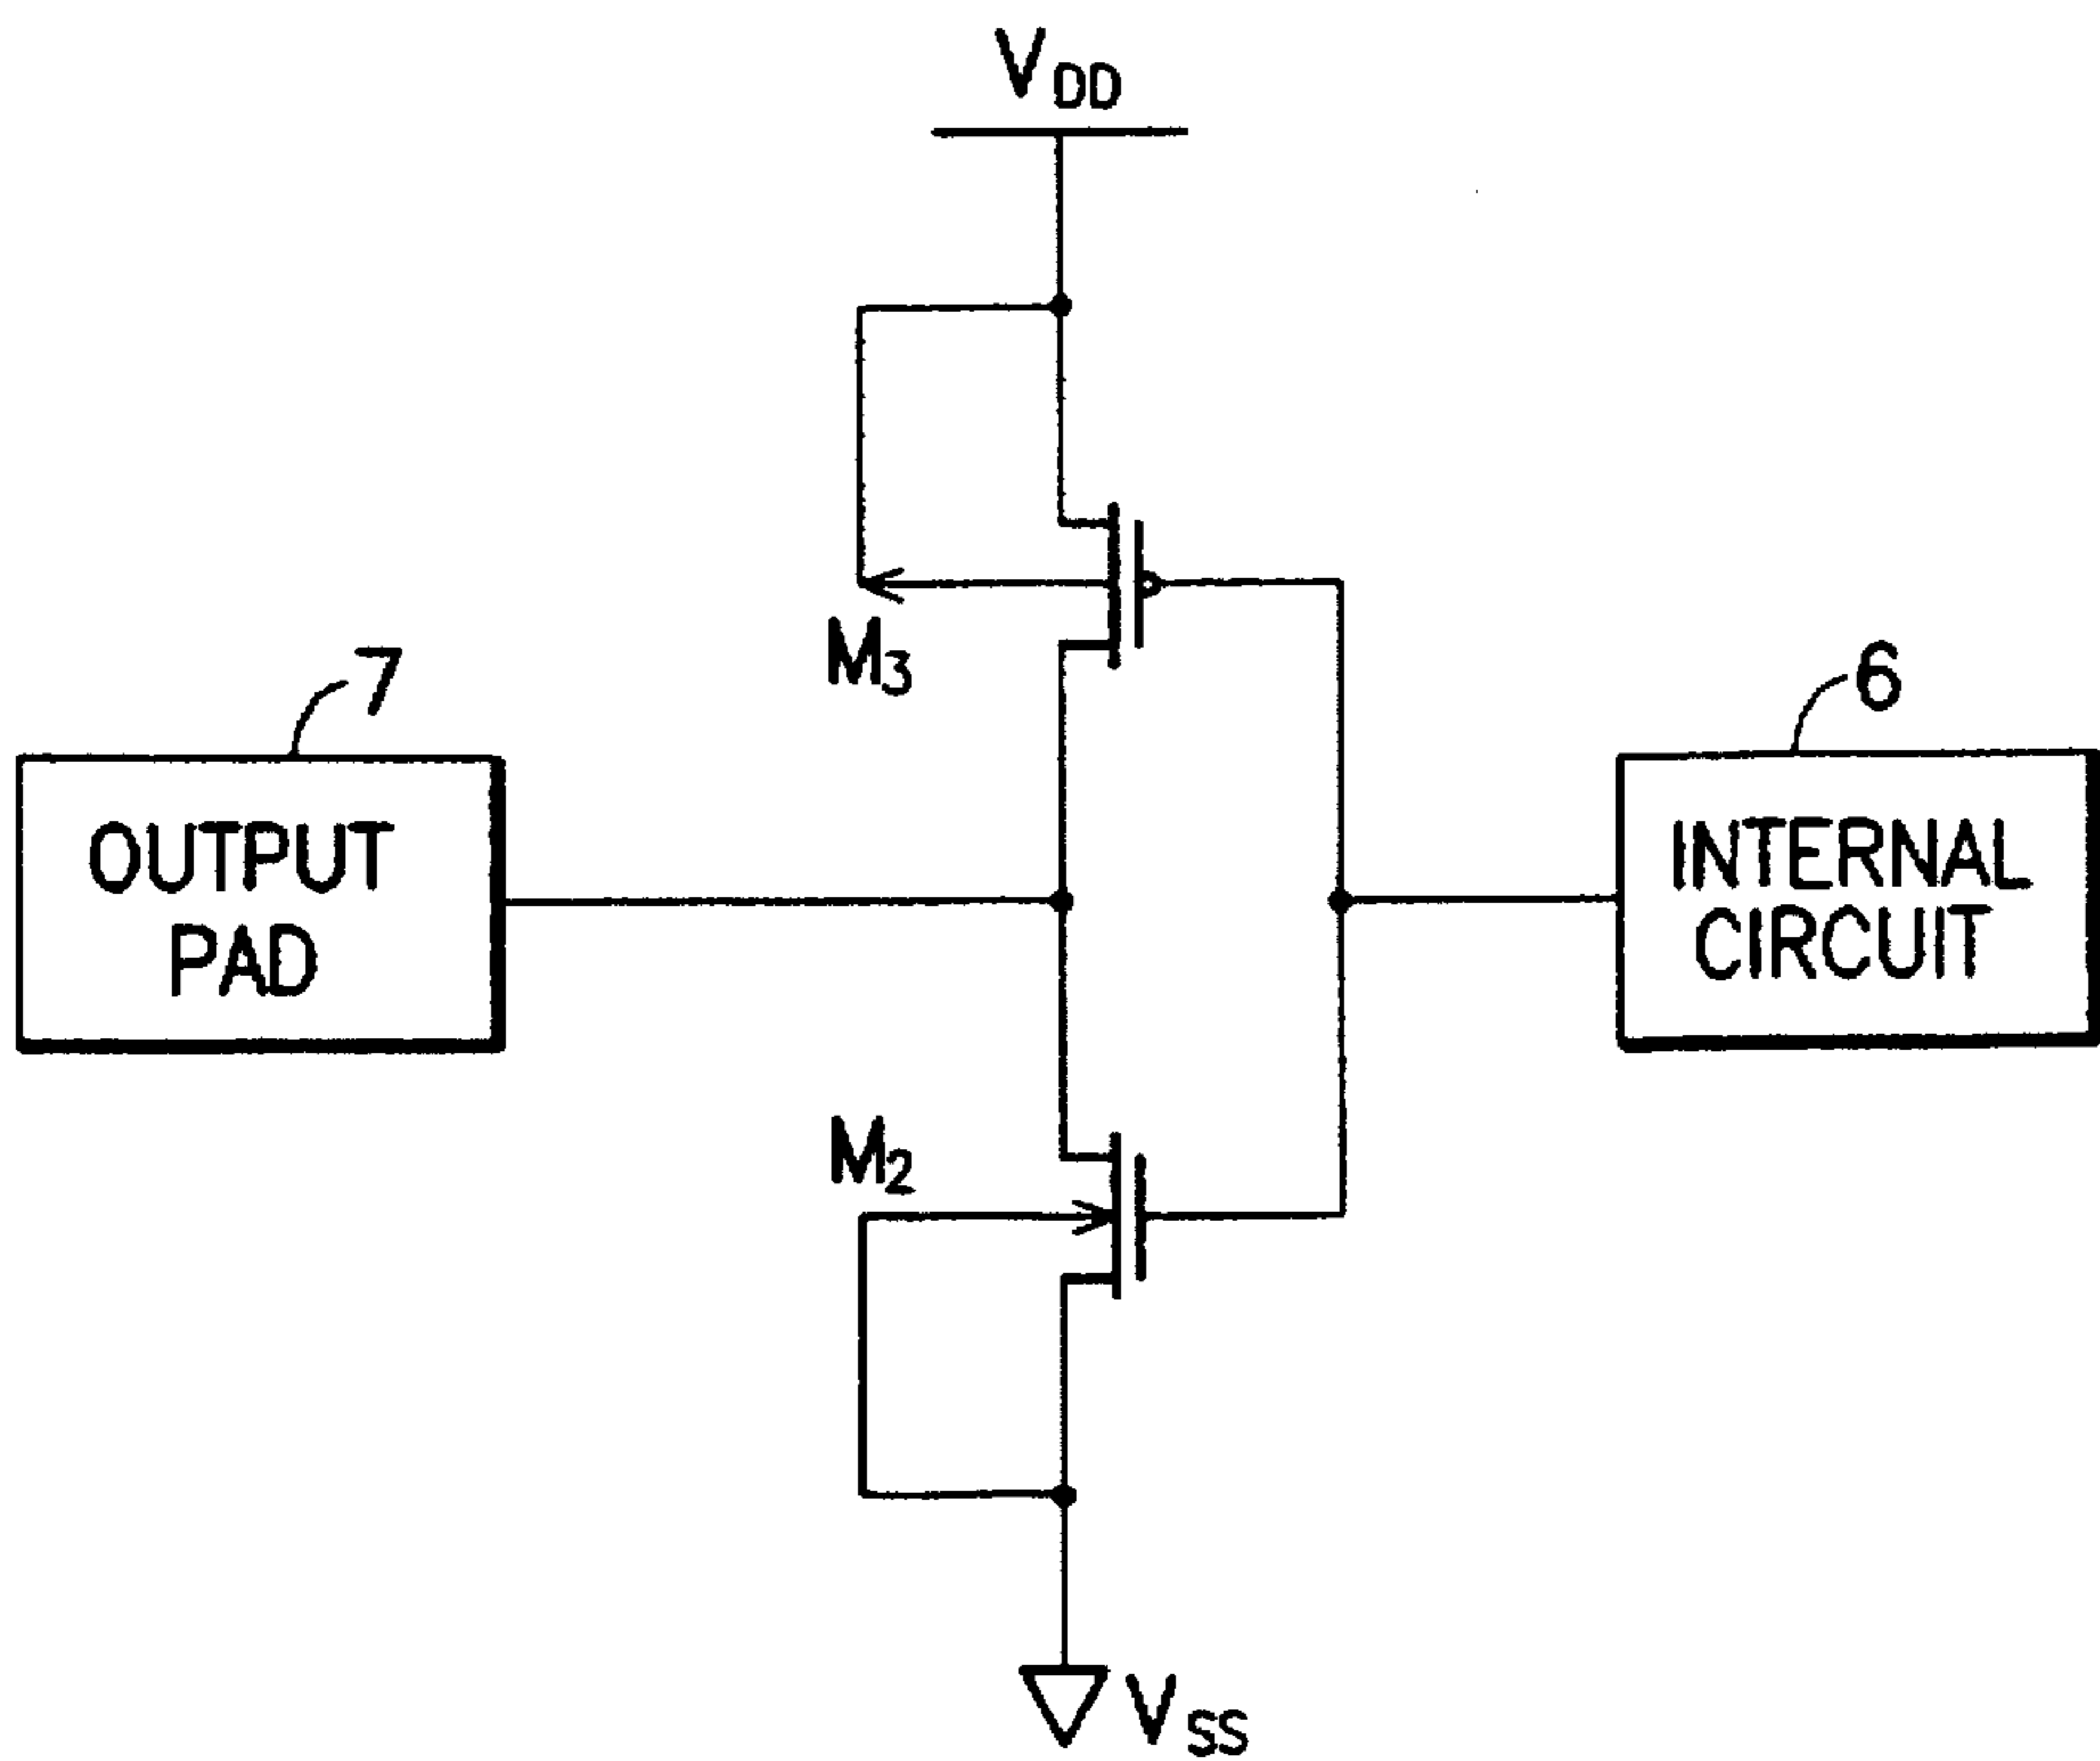 VDD
M3
7
6
OUTPUT
PAD
INTERNAL
CIRCUIT
M2
VSS